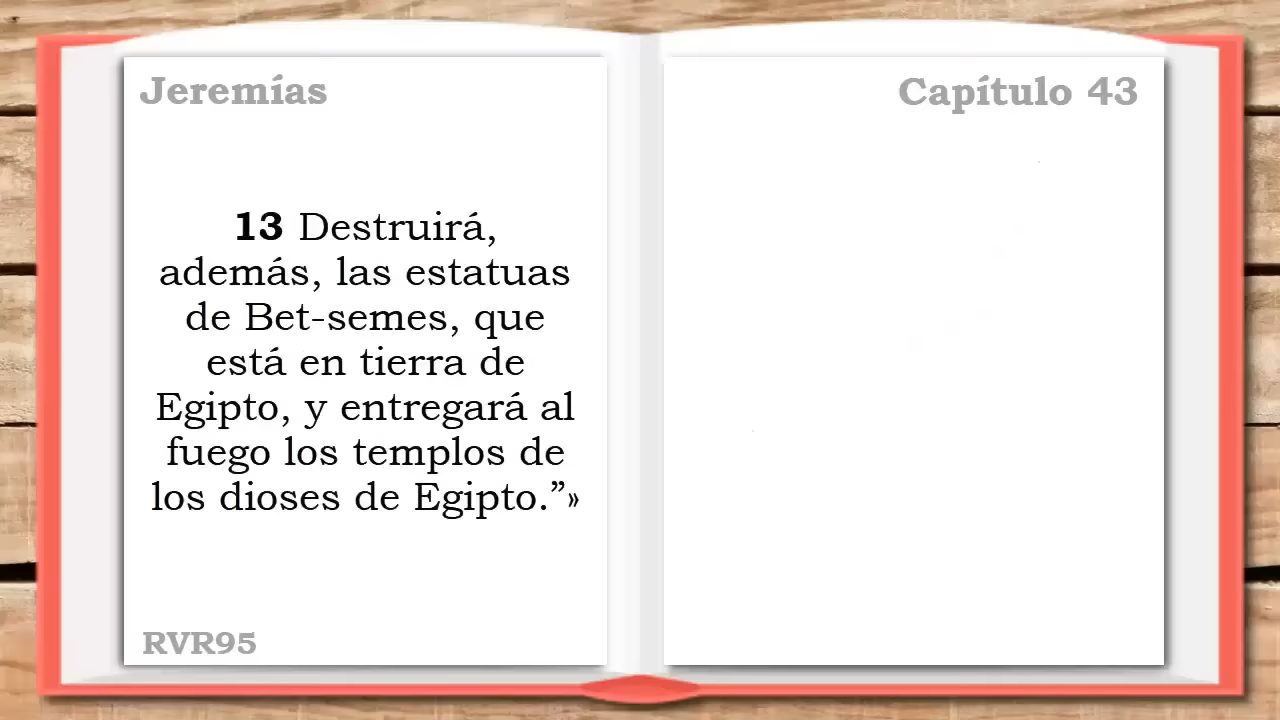 Jeremías
Capítulo 43
13 Destruirá,
además, las estatuas
de Bet-semes, que
está en tierra de
Egipto, y entregará al
fuego los templos de
los dioses de Egipto.”»
RVR95